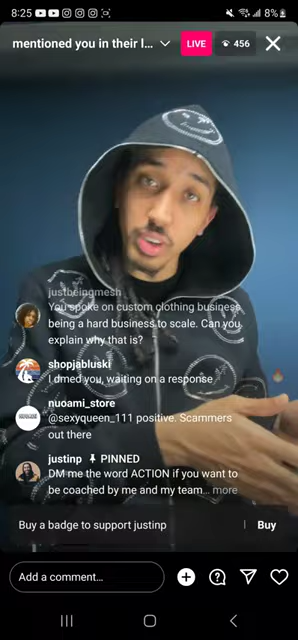 8:25
8%
mentioned you in their l...
LIVE
456
justbeingmesh
You spoke on custom clothing business
being a hard business to scale. Can you
explain why that is?
shopjabluski
I dmed you, waiting on a response
nuoami_store
@sexyqueen_111 positive. Scammers
out there
justinp PINNED
DM me the word ACTION if you want to
be coached by me and my team... more
Buy a badge to support justinp
Buy
Add a comment...